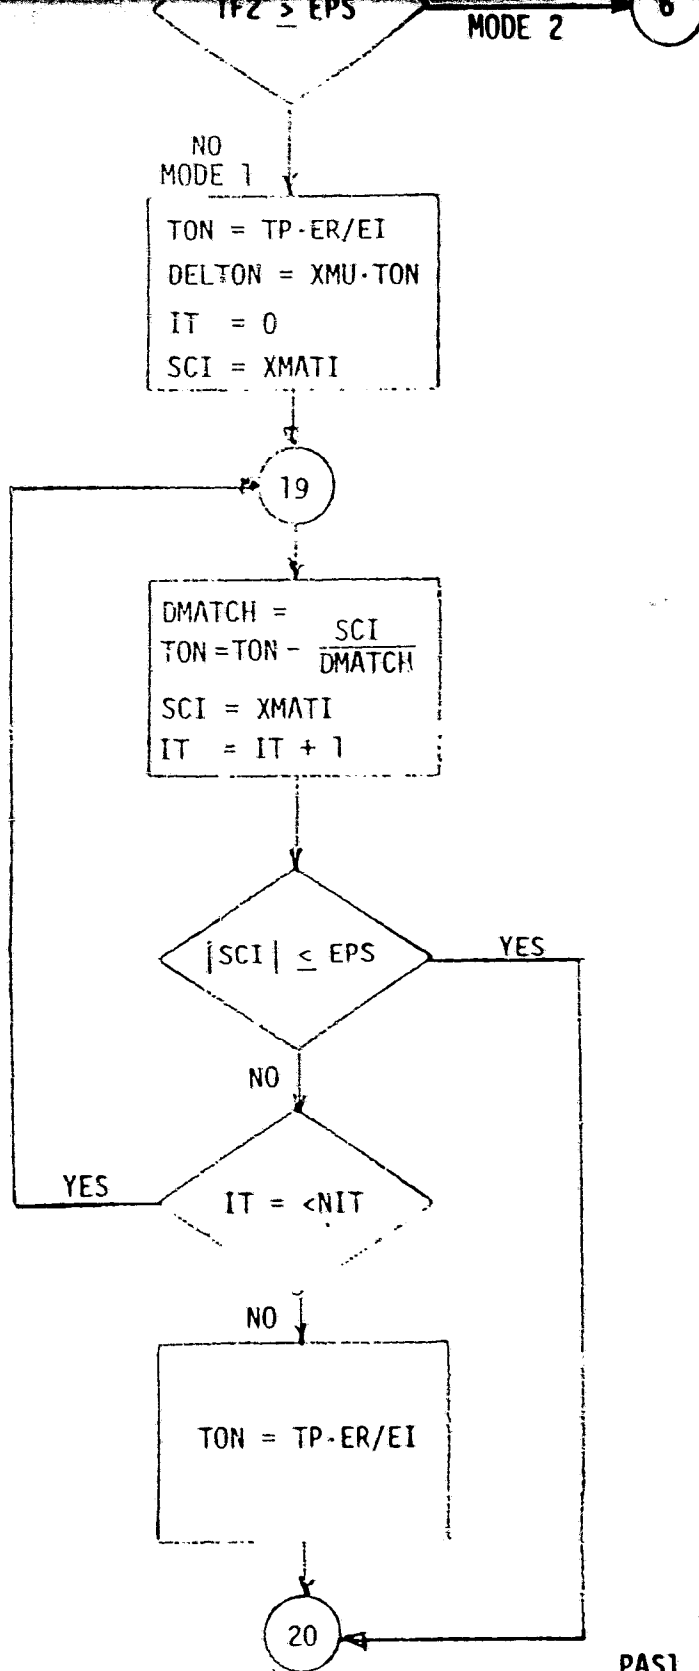 TF2 ≥ EPS
MODE 2
6
NO
MODE 1
TON = TP·ER/EI
DELTON = XMU·TON
IT = 0
SCI = XMATI
19
DMATCH =
TON = TON - SCI / DMATCH
SCI = XMATI
IT = IT + 1
|SCI| ≤ EPS
YES
NO
YES
IT = <NIT
NO
TON = TP·ER/EI
20